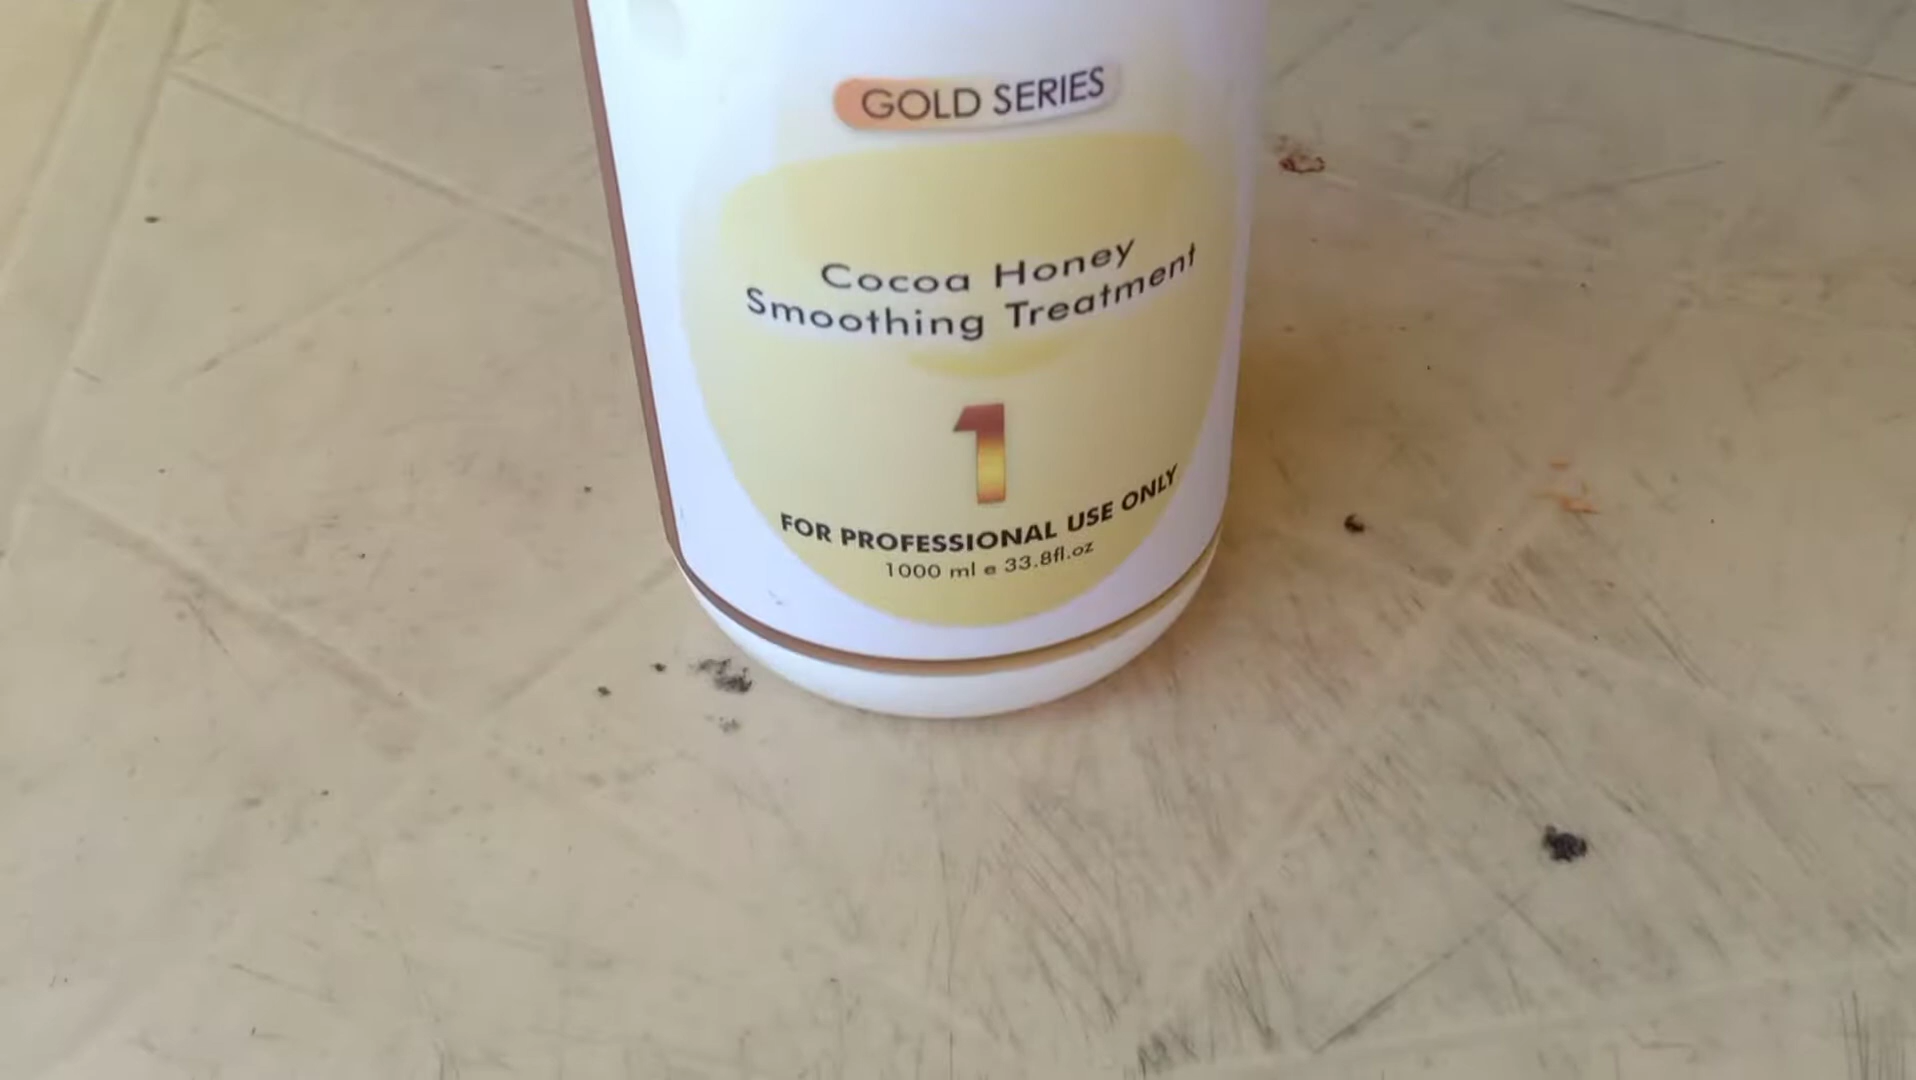 GOLD SERIES
Cocoa Honey
Smoothing Treatment
1
FOR PROFESSIONAL USE ONLY
1000 ml e 33.8fl.oz